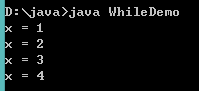 D:\java>java WhileDemo
x = 1
x = 2
x = 3
x = 4